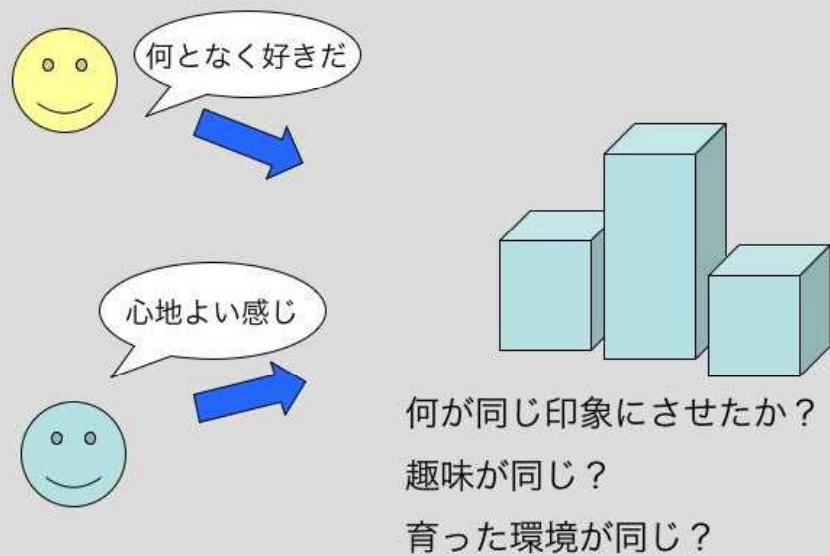 何となく好きだ
心地よい感じ
何が同じ印象にさせたか？
趣味が同じ？
育った環境が同じ？